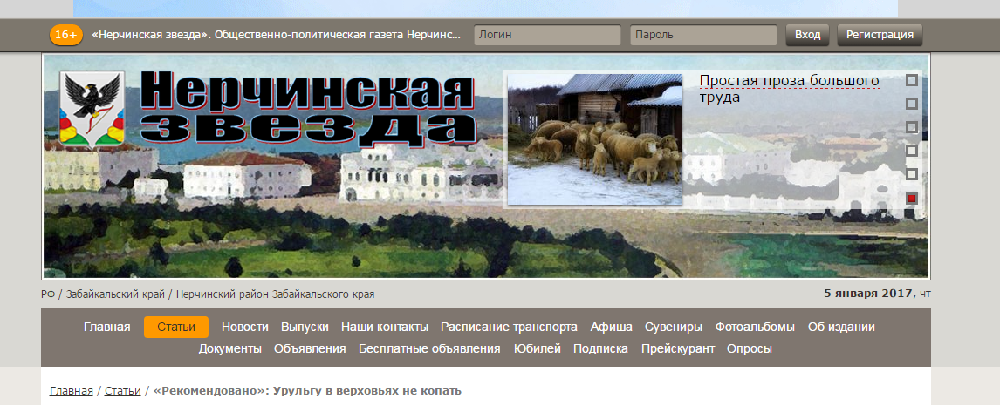 16+ «Нерчинская звезда». Общественно-политическая газета Нерчинс... Логин Пароль Вход Регистрация
Нерчинская
звезда
Простая проза большого
труда
РФ / Забайкальский край / Нерчинский район Забайкальского края
5 января 2017, чт
Главная Статьи Новости Выпуски Наши контакты Расписание транспорта Афиша Сувениры Фотоальбомы Об издании
Документы Объявления Бесплатные объявления Юбилей Подписка Прейскурант Опросы
Главная / Статьи / «Рекомендовано»: Урульгу в верховьях не копать